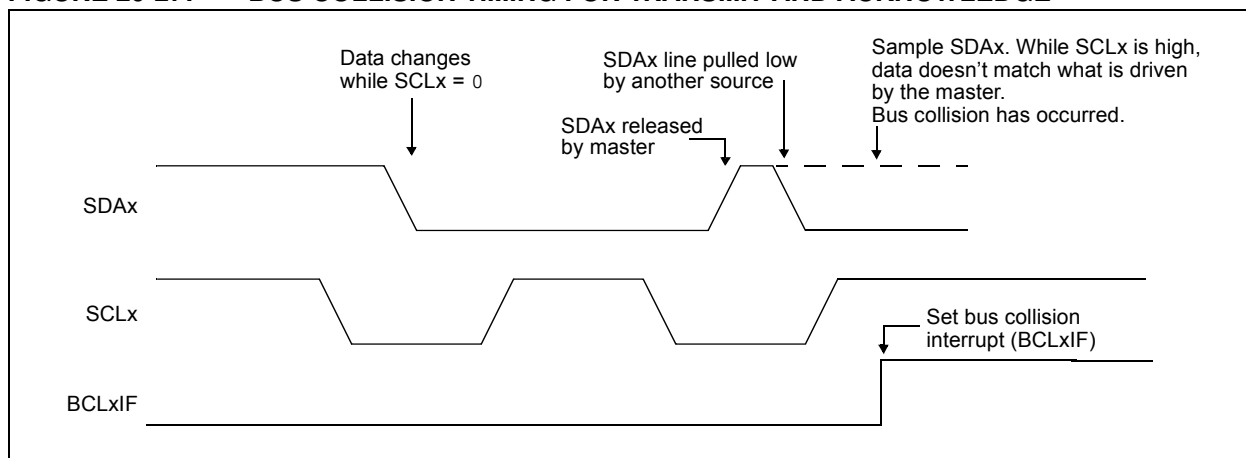 Data changes
while SCLx = 0
SDAx line pulled low
by another source
Sample SDAx. While SCLx is high,
data doesn't match what is driven
by the master.
Bus collision has occurred.
SDAx released
by master
SDAx
SCLx
Set bus collision
interrupt (BCLxIF)
BCLxIF